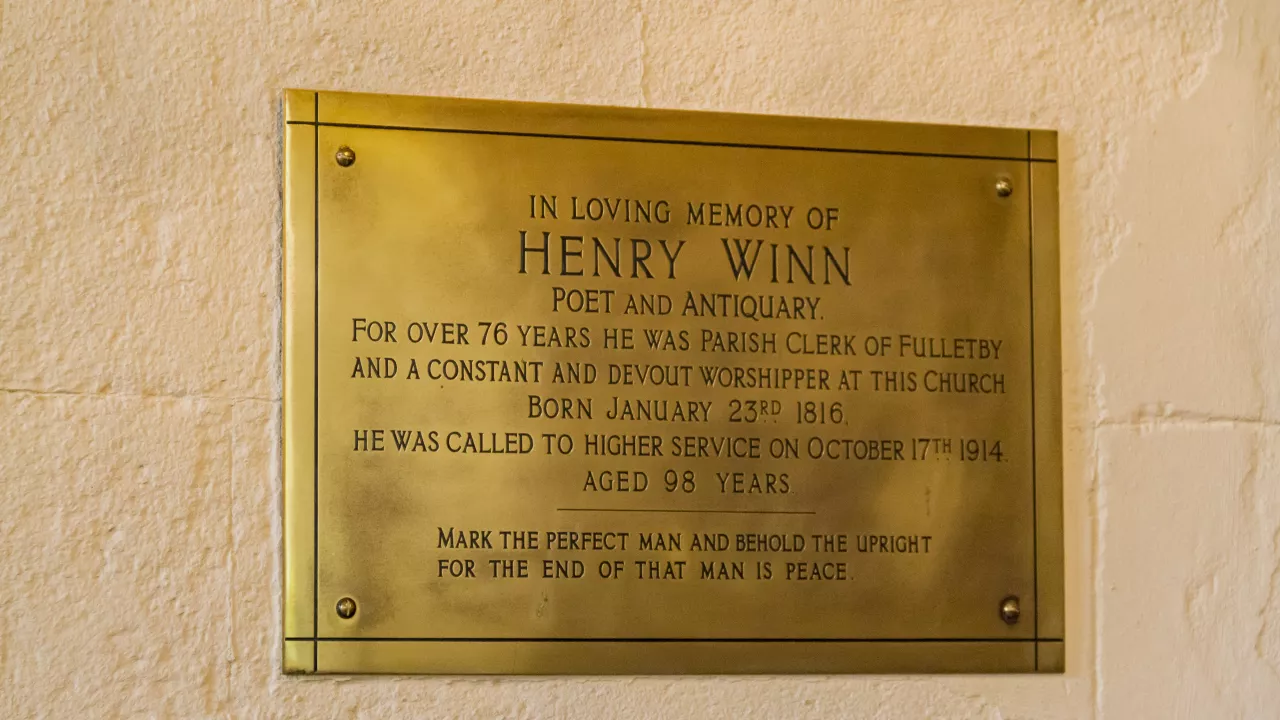 IN LOVING MEMORY OF
HENRY WINN
POET AND ANTIQUARY.
FOR OVER 76 YEARS HE WAS PARISH CLERK OF FULLETBY
AND A CONSTANT AND DEVOUT WORSHIPPER AT THIS CHURCH
BORN JANUARY 23RD 1816,
HE WAS CALLED TO HIGHER SERVICE ON OCTOBER 17TH 1914.
AGED 98 YEARS
MARK THE PERFECT MAN AND BEHOLD THE UPRIGHT
FOR THE END OF THAT MAN IS PEACE.